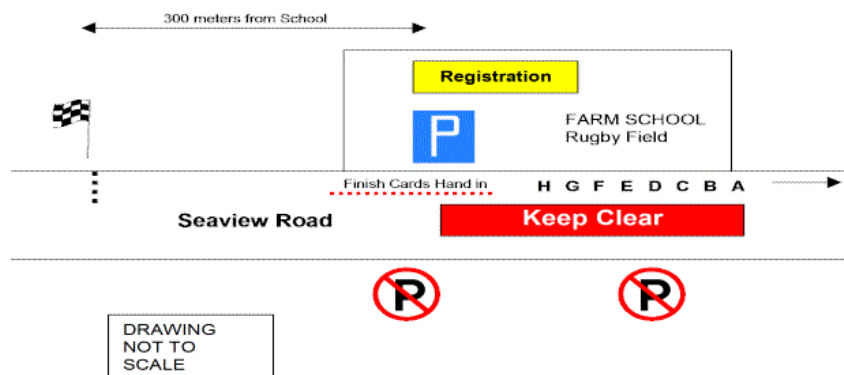 300 meters from School
Registration
P
FARM SCHOOL
Rugby Field
Finish Cards Hand in
H G F E D C B A
Seaview Road
Keep Clear
P
P
DRAWING
NOT TO
SCALE